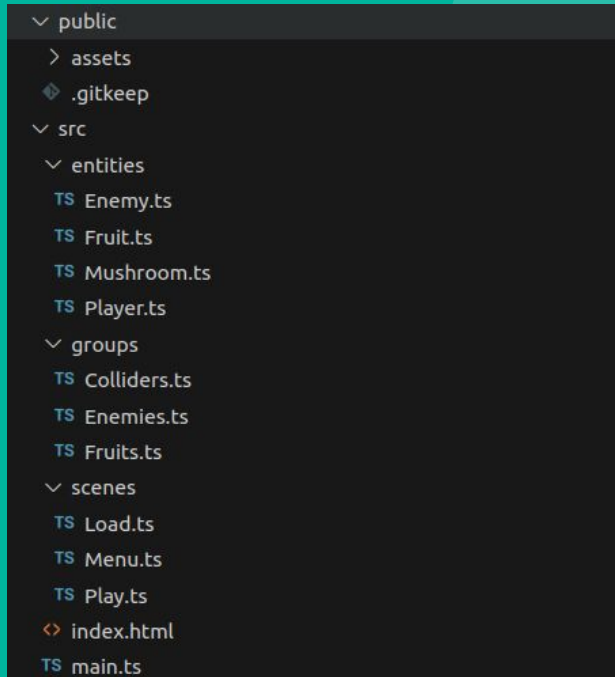 public
assets
.gitkeep
src
entities
TS Enemy.ts
TS Fruit.ts
TS Mushroom.ts
TS Player.ts
groups
TS Colliders.ts
TS Enemies.ts
TS Fruits.ts
scenes
TS Load.ts
TS Menu.ts
TS Play.ts
<> index.html
TS main.ts